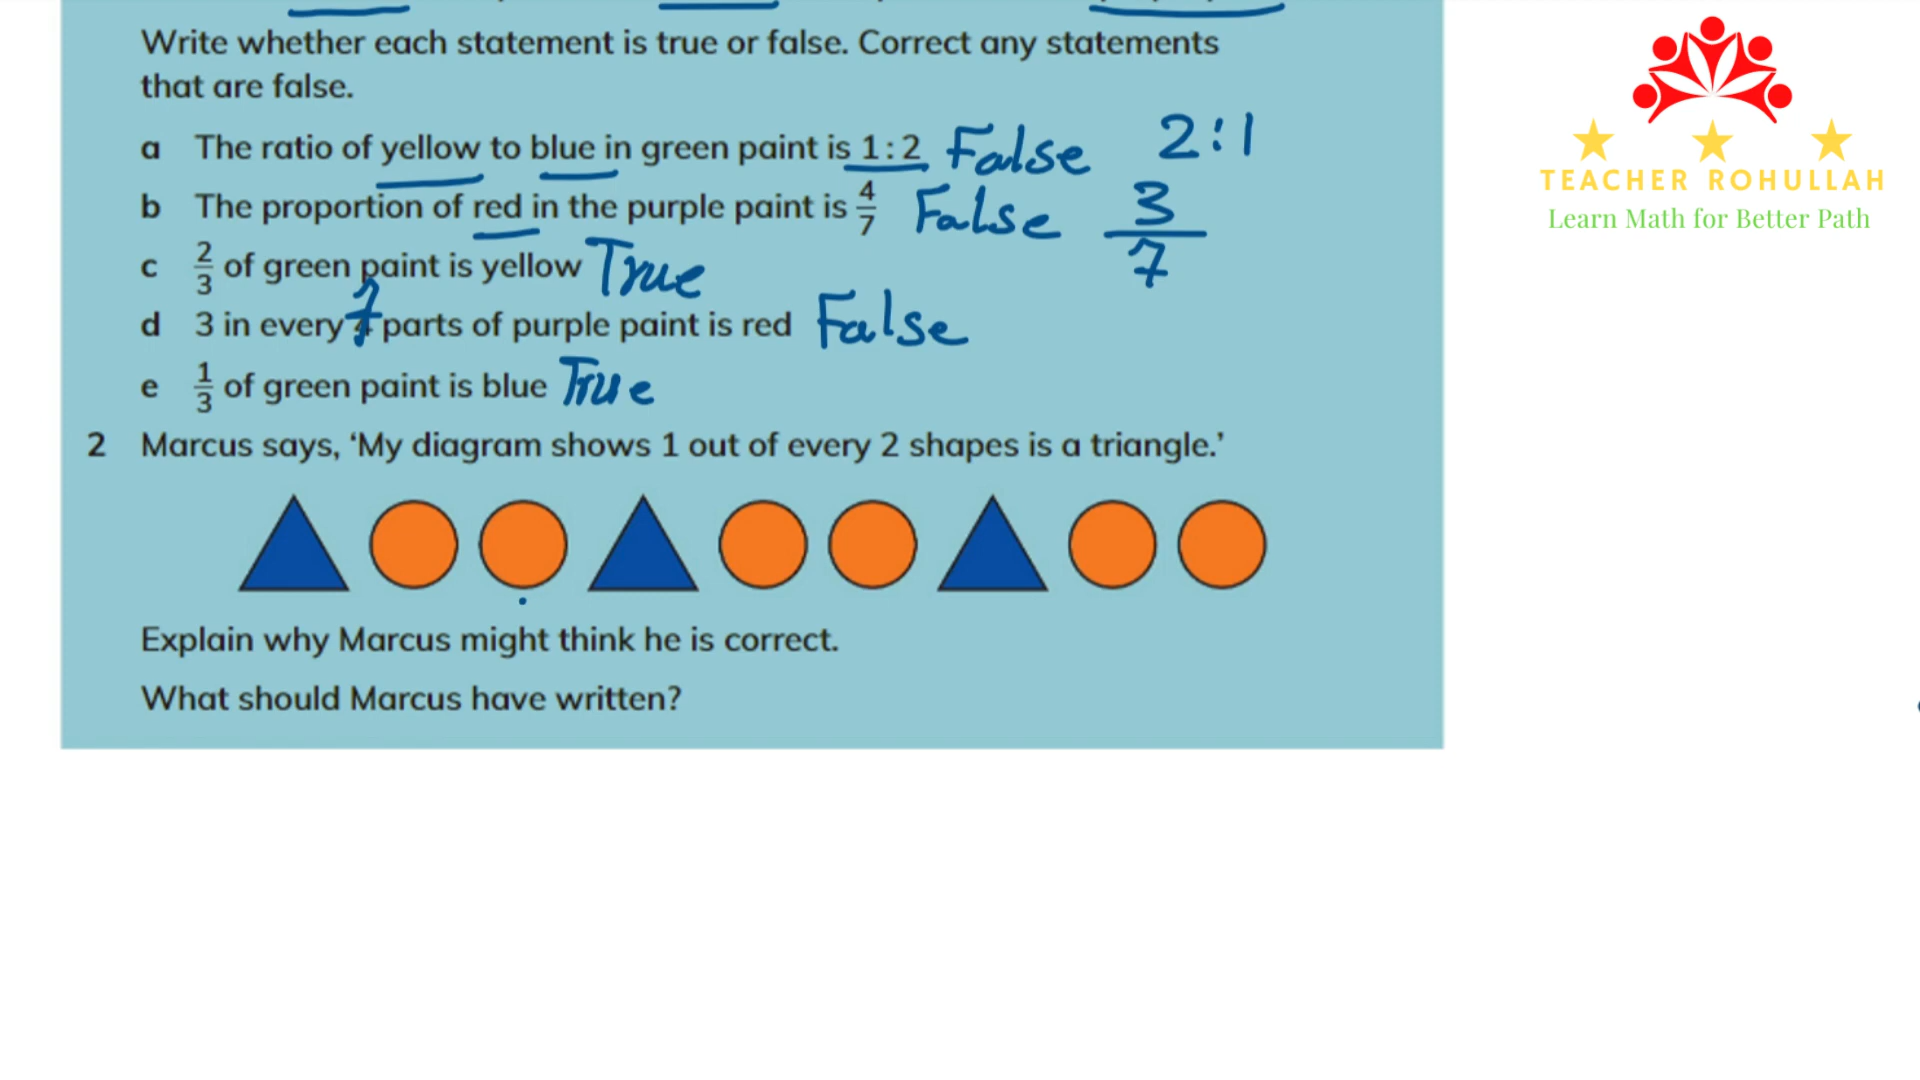 Write whether each statement is true or false. Correct any statements
that are false.
a The ratio of yellow to blue in green paint is 1 : 2 False 2:1
b The proportion of red in the purple paint is 4/7 False 3/7
c 2/3 of green paint is yellow True
d 3 in every 7 parts of purple paint is red False
e 1/3 of green paint is blue True
2 Marcus says, ‘My diagram shows 1 out of every 2 shapes is a triangle.’
Explain why Marcus might think he is correct.
What should Marcus have written?
TEACHER ROHULLAH
Learn Math for Better Path